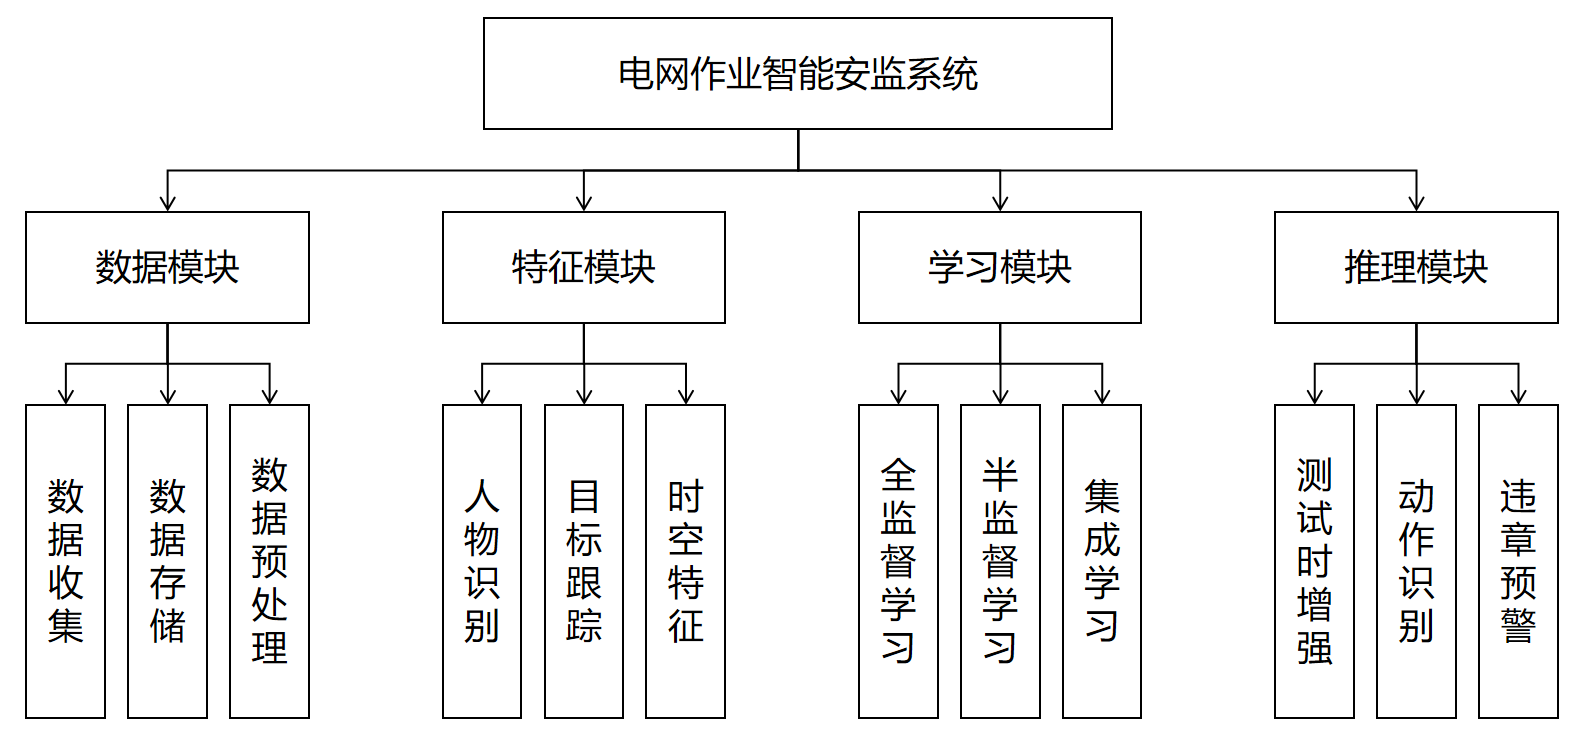 电网作业智能安监系统
数据模块
特征模块
学习模块
推理模块
数据收集
数据存储
数据预处理
人物识别
目标跟踪
时空特征
全监督学习
半监督学习
集成学习
测试时增强
动作识别
违章预警